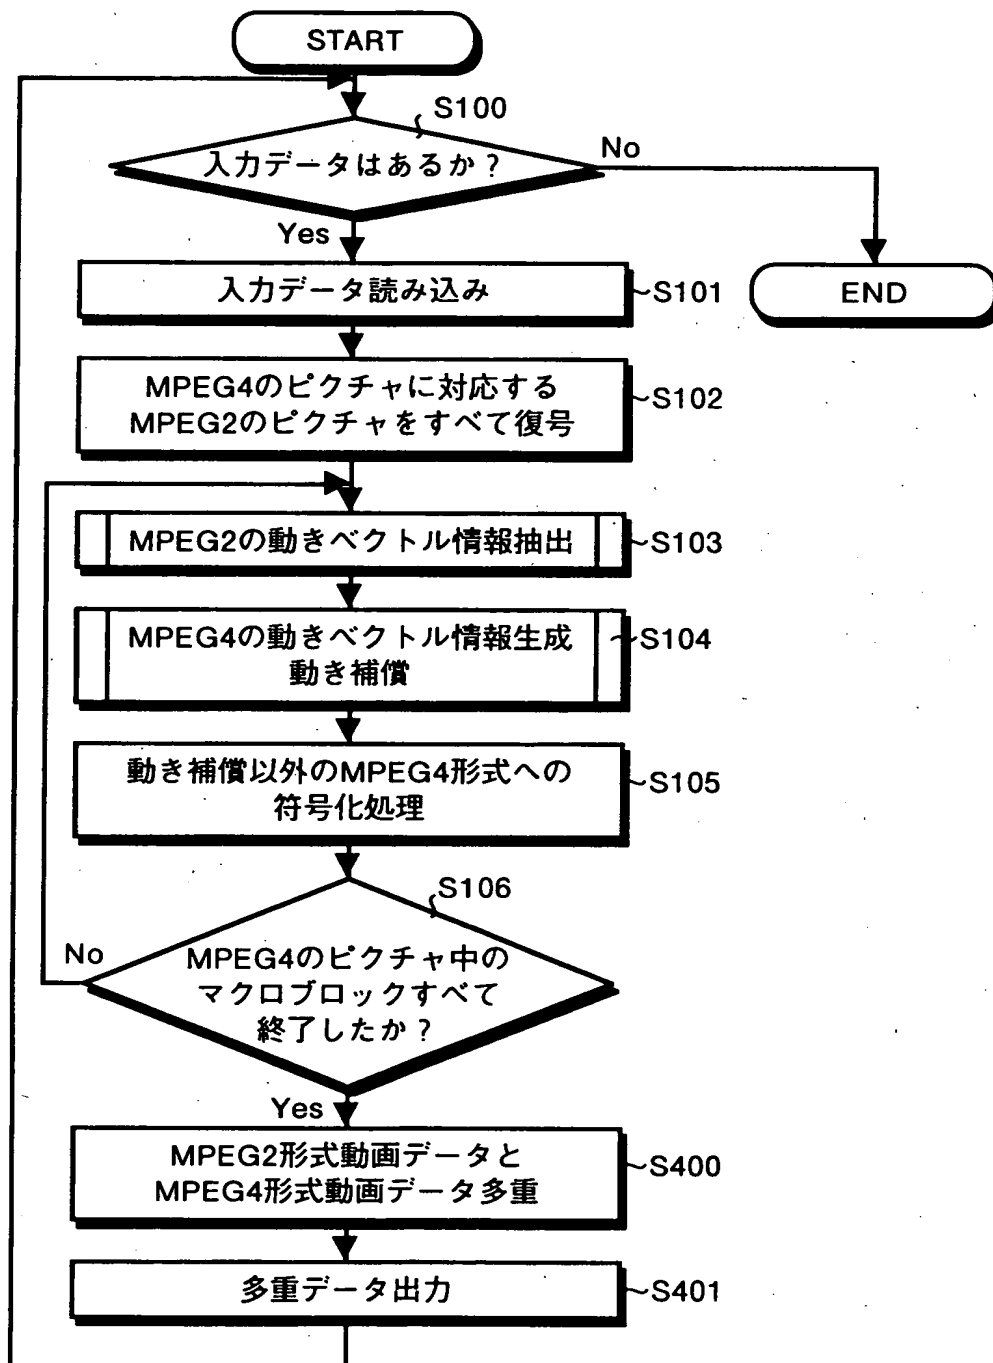 START
S100
入力データはあるか？
No
Yes
入力データ読み込み
S101
END
MPEG4のピクチャに対応する
MPEG2のピクチャをすべて復号
S102
MPEG2の動きベクトル情報抽出
S103
MPEG4の動きベクトル情報生成
動き補償
S104
動き補償以外のMPEG4形式への
符号化処理
S105
S106
No
MPEG4のピクチャ中の
マクロブロックすべて
終了したか？
Yes
MPEG2形式動画データと
MPEG4形式動画データ多重
S400
多重データ出力
S401